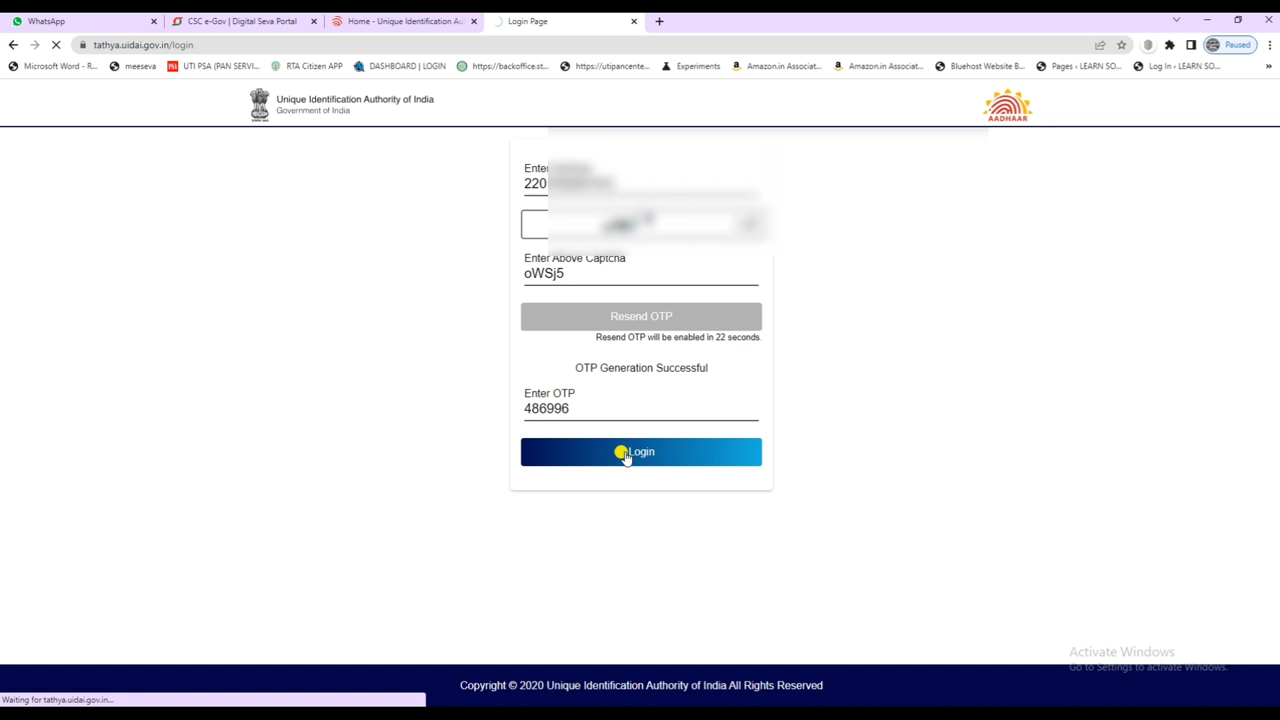 WhatsApp
CSC e-Gov | Digital Seva Portal
Home - Unique Identification Au...
Login Page
tathya.uidai.gov.in/login
Paused
Microsoft Word - R...
meeseva
UTI PSA (PAN SERVI...
RTA Citizen APP
DASHBOARD | LOGIN
https://backoffice.st...
https://utipancente...
Experiments
Amazon.in Associat...
Amazon.in Associat...
Bluehost Website B...
Pages ‹ LEARN SO...
Log In ‹ LEARN SO...
»
Unique Identification Authority of India
Government of India
AADHAAR
Enter
220
Enter Above Captcha
oWSj5
Resend OTP
Resend OTP will be enabled in 22 seconds.
OTP Generation Successful
Enter OTP
486996
Login
Activate Windows
Go to Settings to activate Windows.
Copyright © 2020 Unique Identification Authority of India All Rights Reserved
Waiting for tathya.uidai.gov.in...